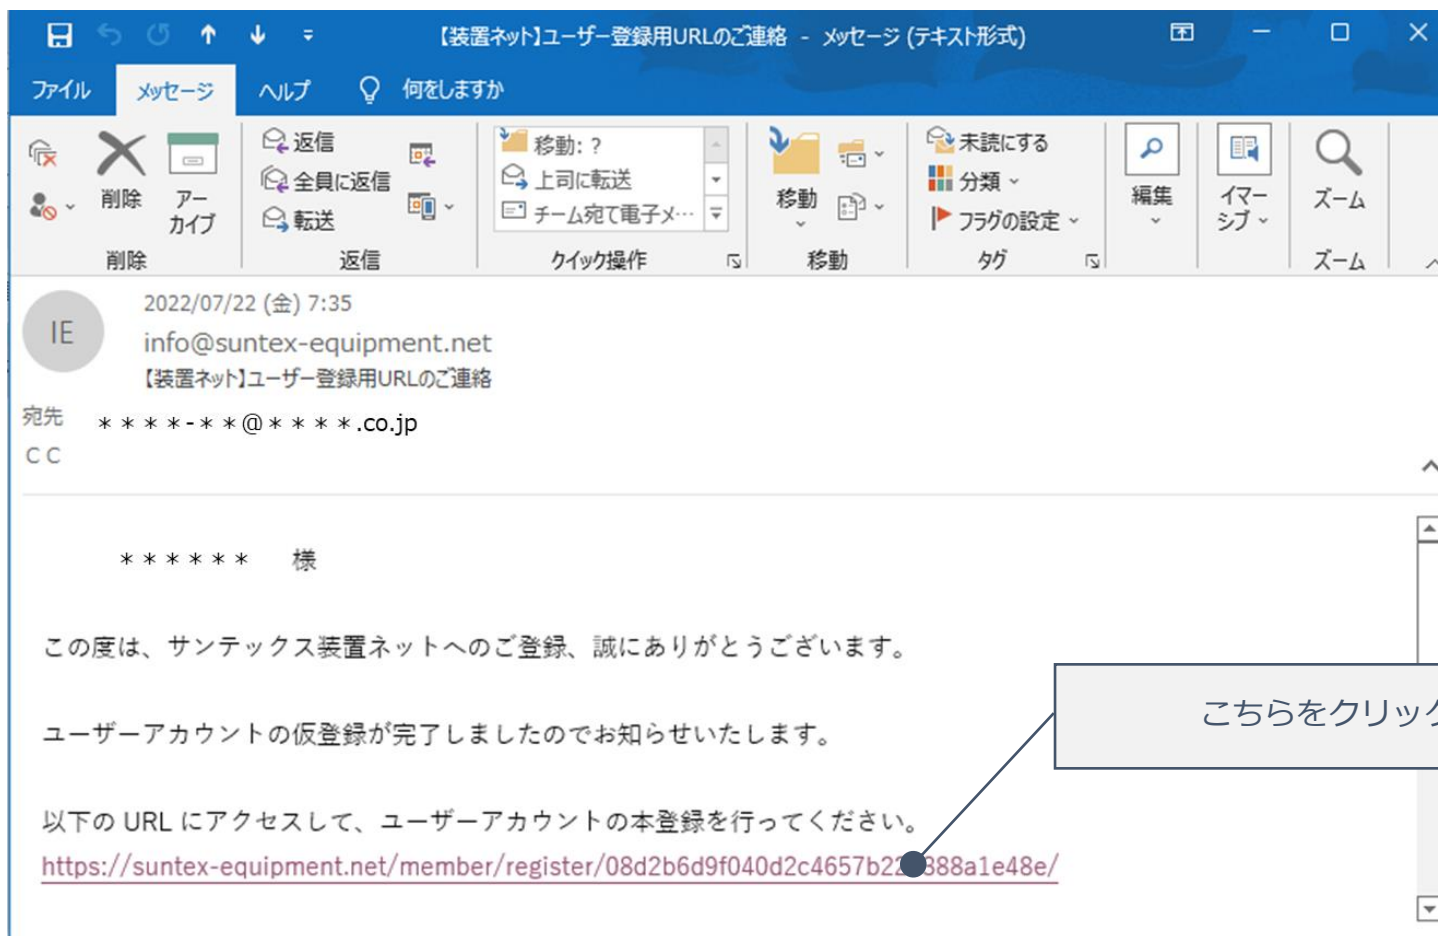 【装置ネット】ユーザー登録用URLのご連絡 - メッセージ (テキスト形式)
ファイル メッセージ ヘルプ 何をしますか
削除
アーカイブ
返信
全員に返信
転送
移動: ?
上司に転送
チーム宛て電子メ…
移動
未読にする
分類
フラグの設定
編集
イマーシブ
ズーム
削除 返信 クイック操作 移動 タグ ズーム
IE
2022/07/22 (金) 7:35
info@suntex-equipment.net
【装置ネット】ユーザー登録用URLのご連絡
宛先 ****-**@****.co.jp
CC
****** 様
この度は、サンテックス装置ネットへのご登録、誠にありがとうございます。
こちらをクリック
ユーザーアカウントの仮登録が完了しましたのでお知らせいたします。
以下の URL にアクセスして、ユーザーアカウントの本登録を行ってください。